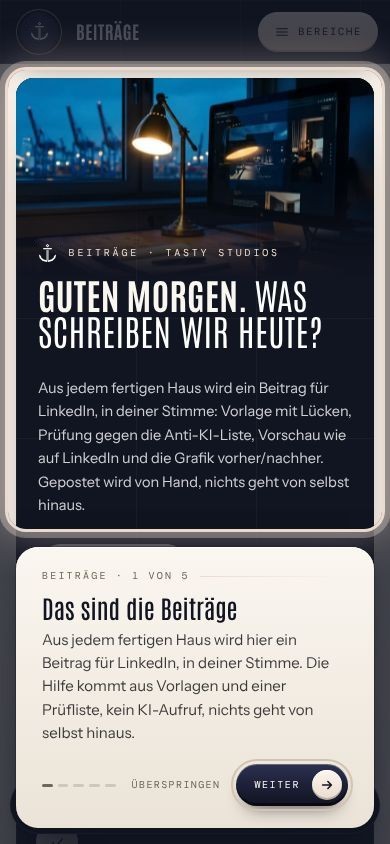 BEITRÄGE
BEREICHE
BEITRÄGE · TASTY STUDIOS
GUTEN MORGEN. WAS
SCHREIBEN WIR HEUTE?
Aus jedem fertigen Haus wird ein Beitrag für
LinkedIn, in deiner Stimme: Vorlage mit Lücken,
Prüfung gegen die Anti-KI-Liste, Vorschau wie
auf LinkedIn und die Grafik vorher/nachher.
Gepostet wird von Hand, nichts geht von selbst
hinaus.
BEITRÄGE · 1 VON 5
Das sind die Beiträge
Aus jedem fertigen Haus wird hier ein
Beitrag für LinkedIn, in deiner Stimme. Die
Hilfe kommt aus Vorlagen und einer
Prüfliste, kein KI-Aufruf, nichts geht von
selbst hinaus.
ÜBERSPRINGEN
WEITER